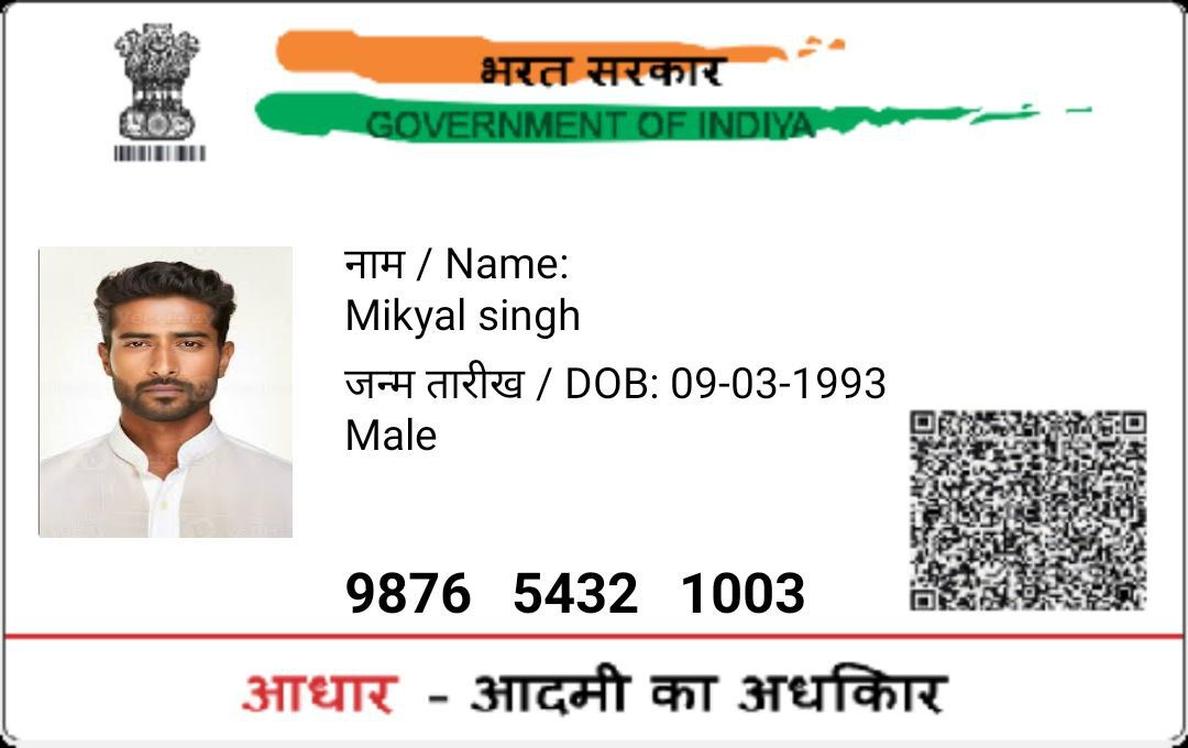 भरत सरकार
GOVERNMENT OF INDIYA
नाम / Name:
Mikyal singh
जन्म तारीख / DOB: 09-03-1993
Male
9876 5432 1003
आधार - आदमी का अधकिार